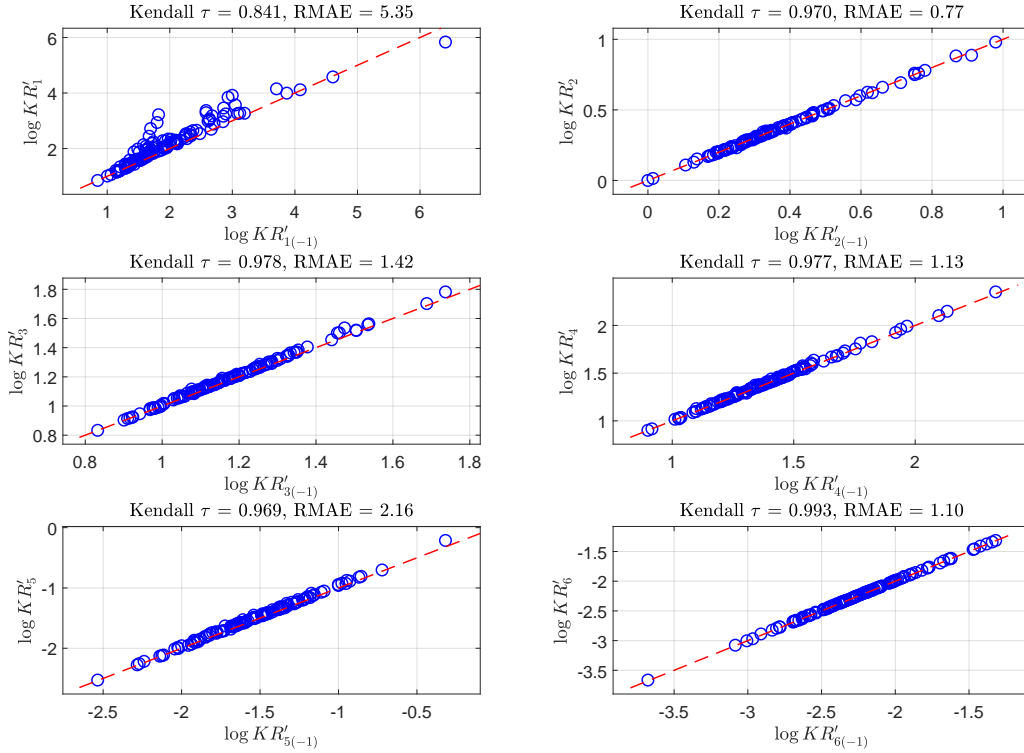 Kendall τ = 0.841, RMAE = 5.35
log KR′1
6
4
2
1 2 3 4 5 6
log KR′1(−1)
Kendall τ = 0.970, RMAE = 0.77
log KR′2
1
0.5
0
0 0.2 0.4 0.6 0.8 1
log KR′2(−1)
Kendall τ = 0.978, RMAE = 1.42
log KR′3
1.8
1.6
1.4
1.2
1
0.8
0.8 1 1.2 1.4 1.6 1.8
log KR′3(−1)
Kendall τ = 0.977, RMAE = 1.13
log KR′4
2
1.5
1
1 1.5 2
log KR′4(−1)
Kendall τ = 0.969, RMAE = 2.16
log KR′5
0
-1
-2
-2.5 -2 -1.5 -1 -0.5
log KR′5(−1)
Kendall τ = 0.993, RMAE = 1.10
log KR′6
-1.5
-2
-2.5
-3
-3.5
-3.5 -3 -2.5 -2 -1.5
log KR′6(−1)